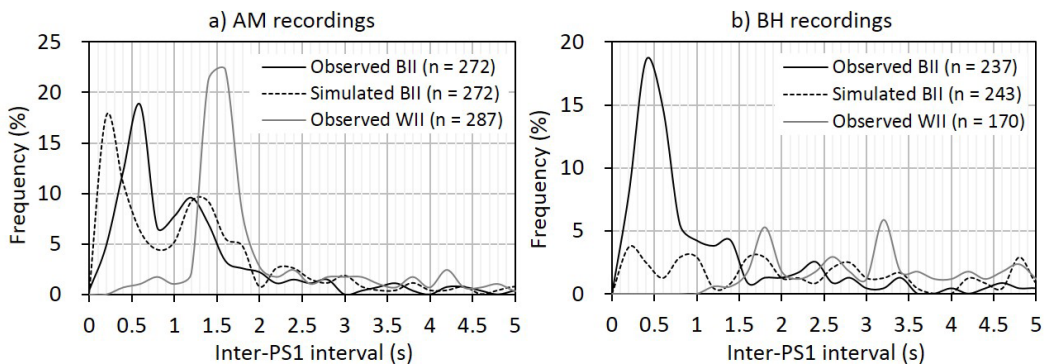 a) AM recordings
25
20
15
10
5
0
Frequency (%)
Observed BII (n = 272)
Simulated BII (n = 272)
Observed WII (n = 287)
0 0.5 1 1.5 2 2.5 3 3.5 4 4.5 5
Inter-PS1 interval (s)
b) BH recordings
20
15
10
5
0
Frequency (%)
Observed BII (n = 237)
Simulated BII (n = 243)
Observed WII (n = 170)
0 0.5 1 1.5 2 2.5 3 3.5 4 4.5 5
Inter-PS1 interval (s)